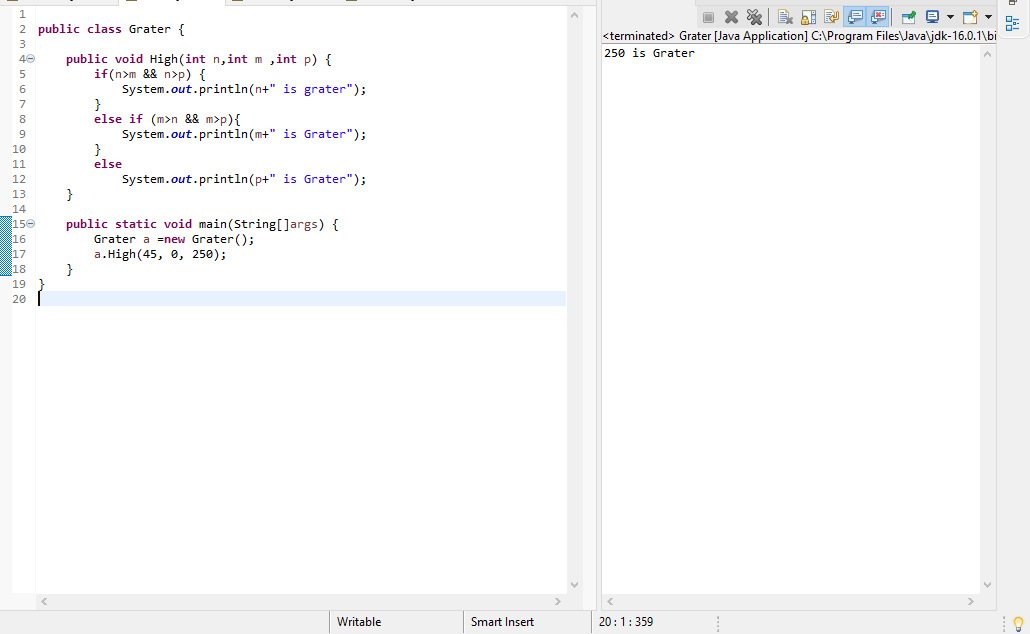 1
2 public class Grater {
3
4 public void High(int n,int m ,int p) {
5 if(n>m && n>p) {
6 System.out.println(n+" is grater");
7 }
8 else if (m>n && m>p){
9 System.out.println(m+" is Grater");
10 }
11 else
12 System.out.println(p+" is Grater");
13 }
14
15 public static void main(String[]args) {
16 Grater a =new Grater();
17 a.High(45, 0, 250);
18 }
19 }
20
<terminated> Grater [Java Application] C:\Program Files\Java\jdk-16.0.1\bi
250 is Grater
Writable Smart Insert 20 : 1 : 359